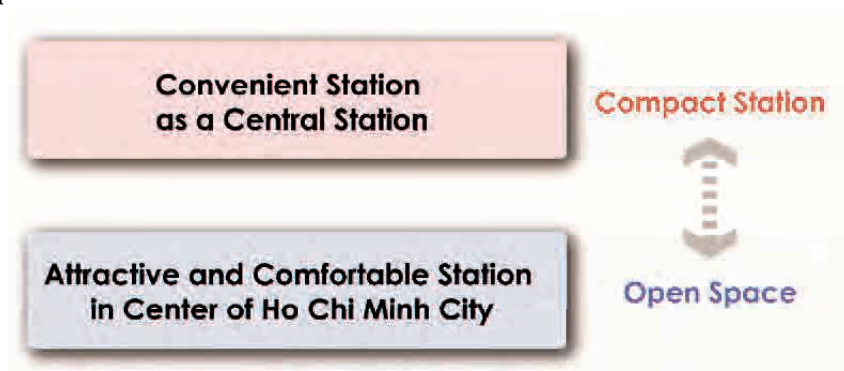 Convenient Station
as a Central Station
Compact Station
Attractive and Comfortable Station
in Center of Ho Chi Minh City
Open Space